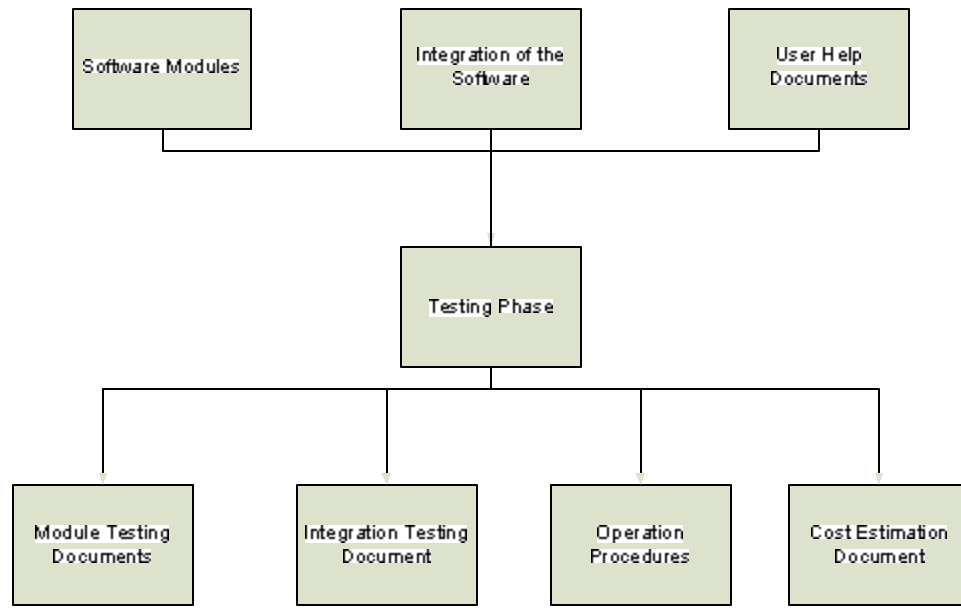 Software Modules
Integration of the
Software
User Help
Documents
Testing Phase
Module Testing
Documents
Integration Testing
Document
Operation
Procedures
Cost Estimation
Document